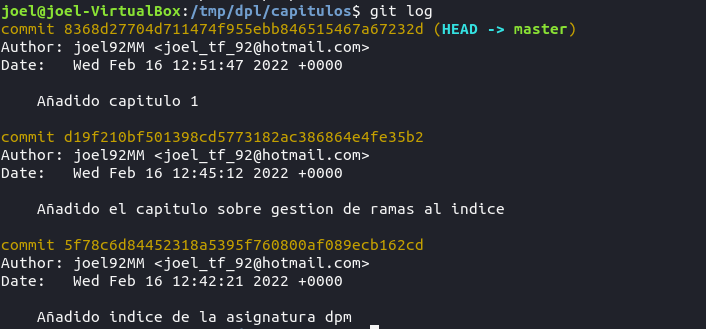 joel@joel-VirtualBox:/tmp/dpl/capitulos$ git log
commit 8368d27704d711474f955ebb846515467a67232d (HEAD -> master)
Author: joel92MM <joel_tf_92@hotmail.com>
Date:   Wed Feb 16 12:51:47 2022 +0000
    Añadido capitulo 1
commit d19f210bf501398cd5773182ac386864e4fe35b2
Author: joel92MM <joel_tf_92@hotmail.com>
Date:   Wed Feb 16 12:45:12 2022 +0000
    Añadido el capitulo sobre gestion de ramas al indice
commit 5f78c6d84452318a5395f760800af089ecb162cd
Author: joel92MM <joel_tf_92@hotmail.com>
Date:   Wed Feb 16 12:42:21 2022 +0000
    Añadido indice de la asignatura dpm